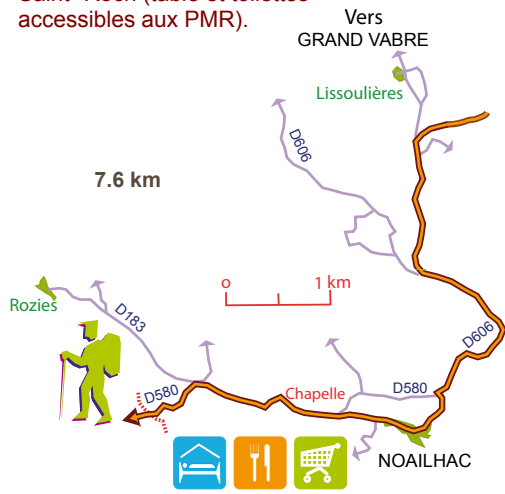 accessibles aux PMR).
Vers
GRAND VABRE
Lissoulières
D606
7.6 km
0 1 km
Rozies
D183
D606
D580
Chapelle
D580
NOAILHAC